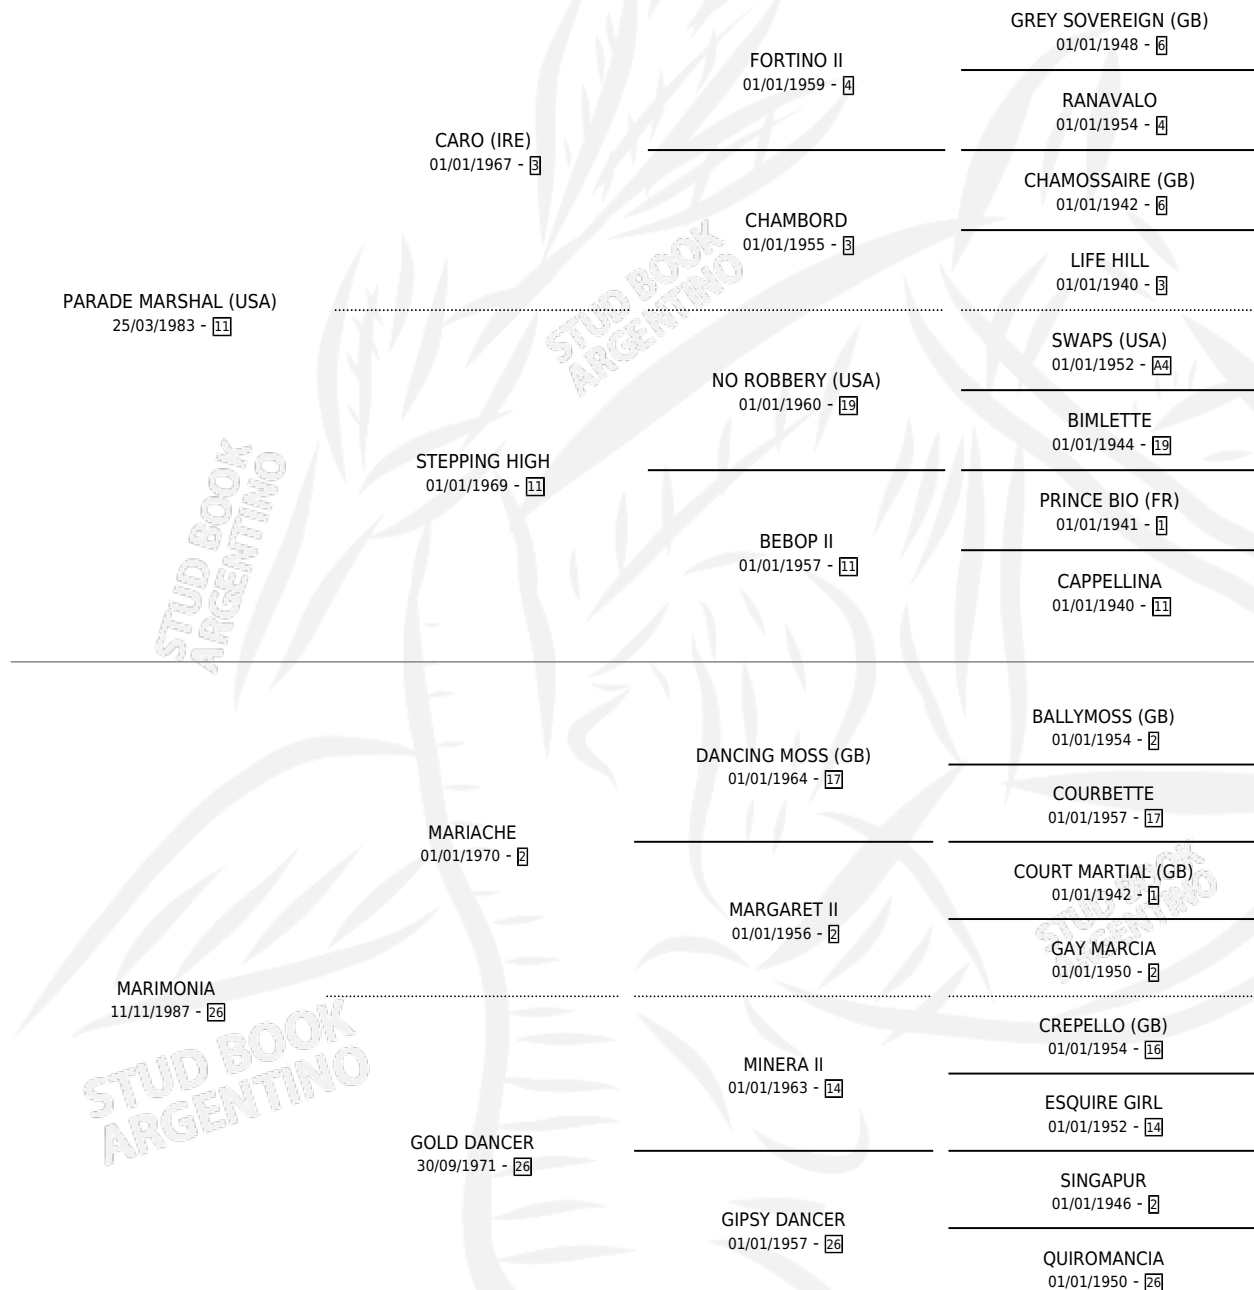 GREY SOVEREIGN (GB)
01/01/1948 - 6
FORTINO II
01/01/1959 - 4
RANAVALO
01/01/1954 - 4
CARO (IRE)
01/01/1967 - 3
CHAMOSSAIRE (GB)
01/01/1942 - 6
CHAMBORD
01/01/1955 - 3
LIFE HILL
01/01/1940 - 3
PARADE MARSHAL (USA)
25/03/1983 - 11
SWAPS (USA)
01/01/1952 - A4
NO ROBBERY (USA)
01/01/1960 - 19
BIMLETTE
01/01/1944 - 19
STEPPING HIGH
01/01/1969 - 11
PRINCE BIO (FR)
01/01/1941 - 1
BEBOP II
01/01/1957 - 11
CAPPELLINA
01/01/1940 - 11
BALLYMOSS (GB)
01/01/1954 - 2
DANCING MOSS (GB)
01/01/1964 - 17
COURBETTE
01/01/1957 - 17
MARIACHE
01/01/1970 - 2
COURT MARTIAL (GB)
01/01/1942 - 1
MARGARET II
01/01/1956 - 2
GAY MARCIA
01/01/1950 - 2
MARIMONIA
11/11/1987 - 26
CREPELLO (GB)
01/01/1954 - 16
MINERA II
01/01/1963 - 14
ESQUIRE GIRL
01/01/1952 - 14
GOLD DANCER
30/09/1971 - 26
SINGAPUR
01/01/1946 - 2
GIPSY DANCER
01/01/1957 - 26
QUIROMANCIA
01/01/1950 - 26
STUD BOOK
ARGENTINO
STUD BOOK
ARGENTINO
STUD BOOK
ARGENTINO
STUD BOOK
ARGENTINO